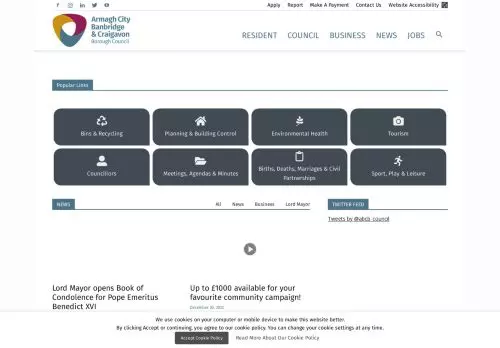 Apply Report Make A Payment Contact Us Website Accessibility
Armagh City
Banbridge
& Craigavon
Borough Council
RESIDENT COUNCIL BUSINESS NEWS JOBS
Popular Links
Bins & Recycling
Planning & Building Control
Environmental Health
Tourism
Councillors
Meetings, Agendas & Minutes
Births, Deaths, Marriages & Civil
Partnerships
Sport, Play & Leisure
NEWS
All News Business Lord Mayor
TWITTER FEED
Tweets by @abcb_council
Lord Mayor opens Book of
Condolence for Pope Emeritus
Benedict XVI
Up to £1000 available for your
favourite community campaign!
December 30, 2022
We use cookies on your computer or mobile device to make this website better.
By clicking Accept or continuing, you agree to our cookie policy. You can change your cookie settings at any time.
Accept Cookie Policy
Read More About Our Cookie Policy